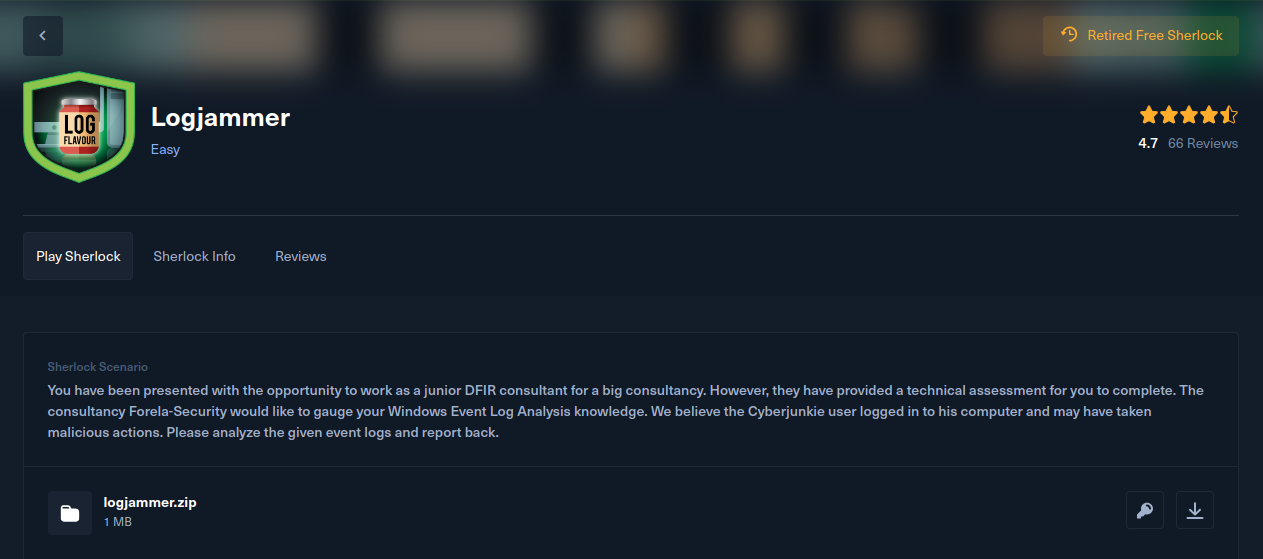 Retired Free Sherlock
LOG
FLAVOUR
Logjammer
Easy
4.7 66 Reviews
Play Sherlock Sherlock Info Reviews
Sherlock Scenario
You have been presented with the opportunity to work as a junior DFIR consultant for a big consultancy. However, they have provided a technical assessment for you to complete. The
consultancy Forela-Security would like to gauge your Windows Event Log Analysis knowledge. We believe the Cyberjunkie user logged in to his computer and may have taken
malicious actions. Please analyze the given event logs and report back.
logjammer.zip
1 MB